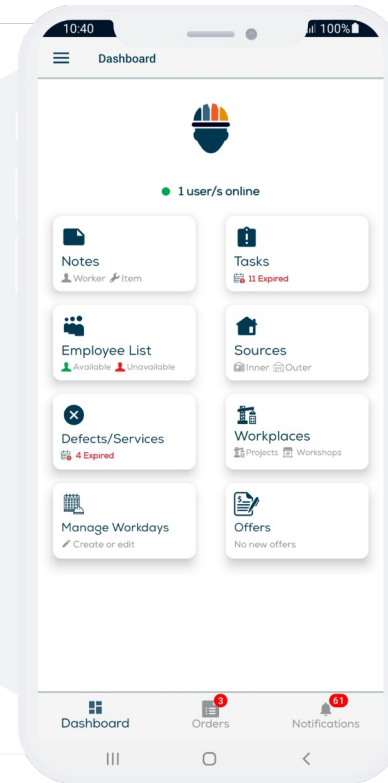 10:40
100%
Dashboard
1 user/s online
Notes
Worker Item
Tasks
11 Expired
Employee List
Available Unavailable
Sources
Inner Outer
Defects/Services
4 Expired
Workplaces
Projects Workshops
Manage Workdays
Create or edit
Offers
No new offers
Dashboard
3
Orders
61
Notifications